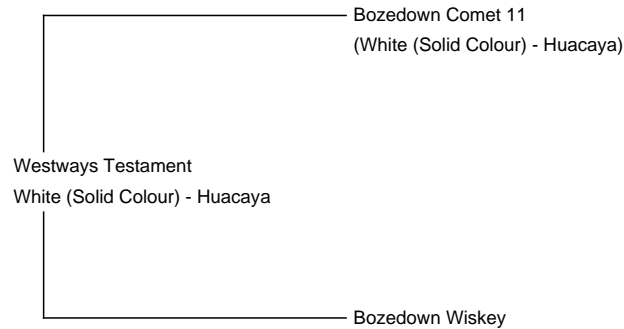 Bozedown Comet 11
(White (Solid Colour) - Huacaya)
Westways Testament
White (Solid Colour) - Huacaya
Bozedown Wiskey